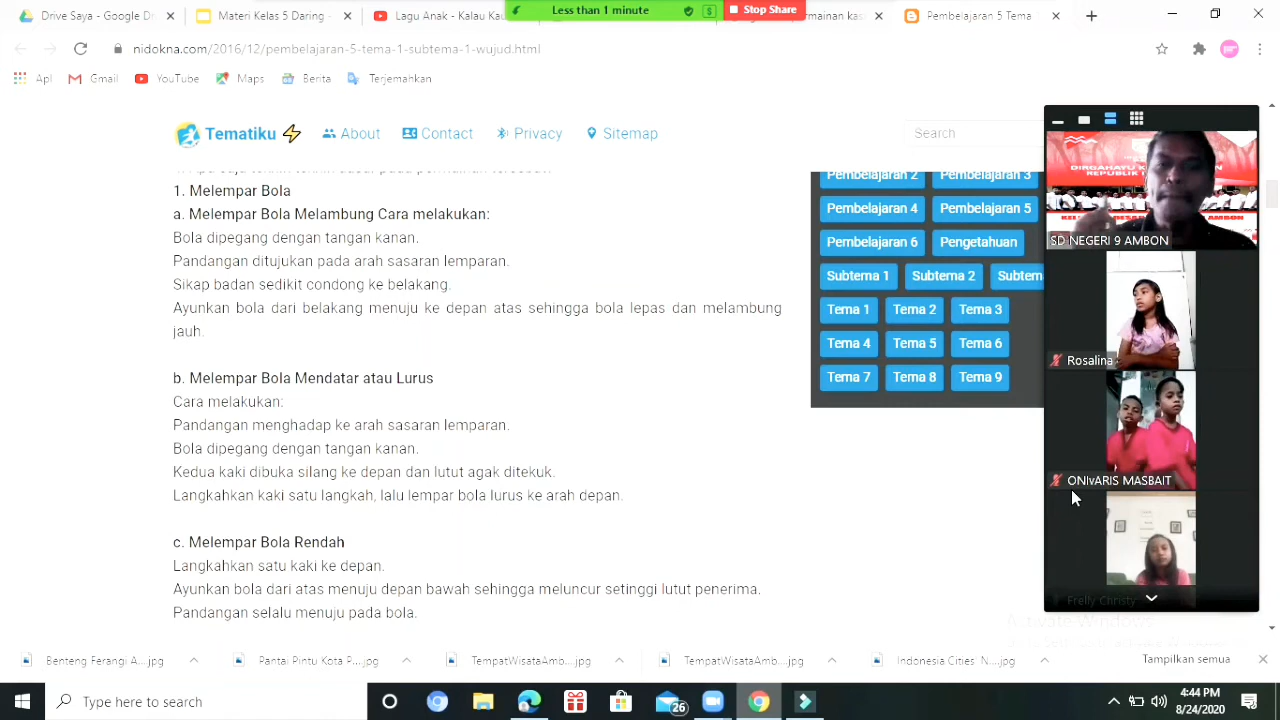 Drive Saya - Google D
Materi Kelas 5 Daring -
Lagu Anak - Kalau Kau
Less than 1 minute
Stop Share
Pembelajaran 5 Tema
nidokna.com/2016/12/pembelajaran-5-tema-1-subtema-1-wujud.html
Apl
Gmail
YouTube
Maps
Berita
Terjemahkan
Tematiku
About
Contact
Privacy
Sitemap
Search
1. Melempar Bola
a. Melempar Bola Melambung Cara melakukan:
Bola dipegang dengan tangan kanan.
Pandangan ditujukan pada arah sasaran lemparan.
Sikap badan sedikit condong ke belakang.
Ayunkan bola dari belakang menuju ke depan atas sehingga bola lepas dan melambung
jauh.
b. Melempar Bola Mendatar atau Lurus
Cara melakukan:
Pandangan menghadap ke arah sasaran lemparan.
Bola dipegang dengan tangan kanan.
Kedua kaki dibuka silang ke depan dan lutut agak ditekuk.
Langkahkan kaki satu langkah, lalu lempar bola lurus ke arah depan.
c. Melempar Bola Rendah
Langkahkan satu kaki ke depan.
Ayunkan bola dari atas menuju depan bawah sehingga meluncur setinggi lutut penerima.
Pandangan selalu menuju pada bola.
Pembelajaran 2
Pembelajaran 3
Pembelajaran 4
Pembelajaran 5
Pembelajaran 6
Pengetahuan
Subtema 1
Subtema 2
Subtem
Tema 1
Tema 2
Tema 3
Tema 4
Tema 5
Tema 6
Tema 7
Tema 8
Tema 9
SD NEGERI 9 AMBON
Rosalina
ONIvARIS MASBAIT
Frelly Christy
Activate Windows
Benteng Ferangi A....jpg
Pantai Pintu Kota P....jpg
TempatWisataAmb....jpg
TempatWisataAmb....jpg
Indonesia Cities' N....jpg
Tampilkan semua
Type here to search
26
4:44 PM
8/24/2020